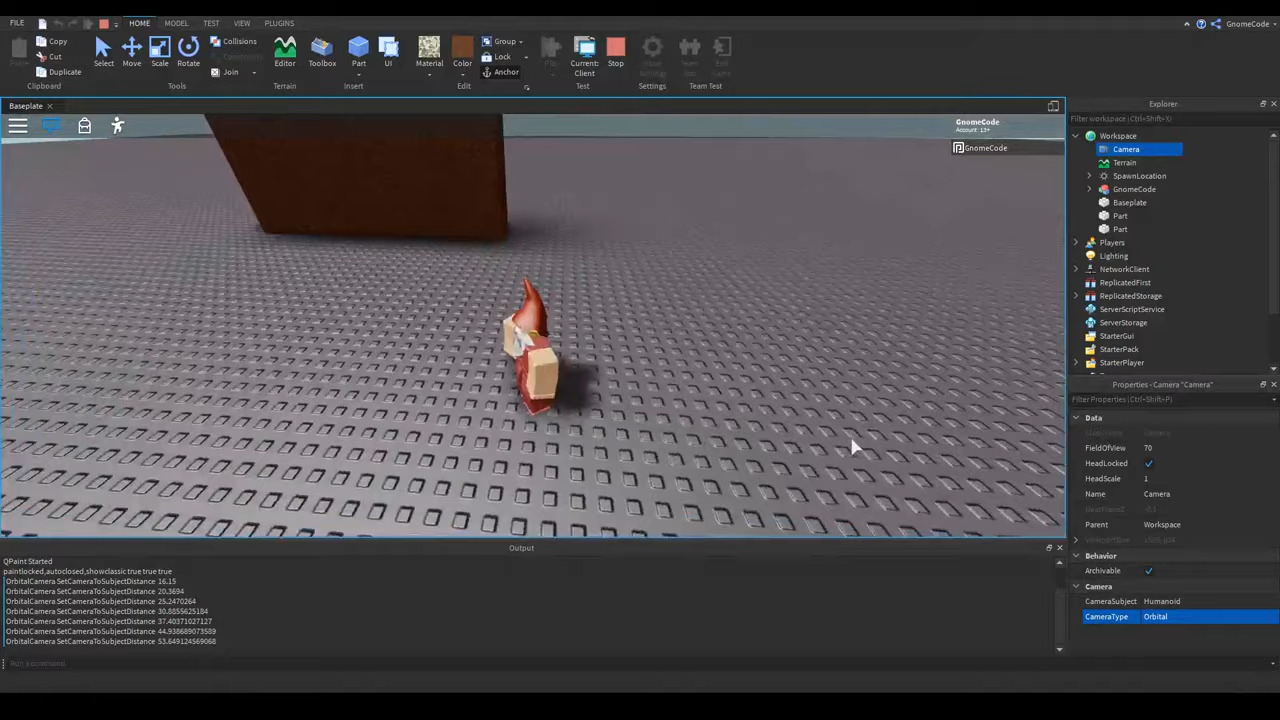 FILE
HOME
MODEL
TEST
VIEW
PLUGINS
GnomeCode
Copy
Cut
Duplicate
Clipboard
Select
Move
Scale
Rotate
Collisions
Join
Tools
Editor
Terrain
Toolbox
Part
UI
Insert
Material
Color
Group
Lock
Anchor
Edit
Current:
Client
Stop
Test
Settings
Team Test
Baseplate
GnomeCode
Account: 13+
GnomeCode
Explorer
Filter workspace (Ctrl+Shift+X)
Workspace
Camera
Terrain
SpawnLocation
GnomeCode
Baseplate
Part
Part
Players
Lighting
NetworkClient
ReplicatedFirst
ReplicatedStorage
ServerScriptService
ServerStorage
StarterGui
StarterPack
StarterPlayer
Properties - Camera "Camera"
Filter Properties (Ctrl+Shift+P)
Data
FieldOfView 70
HeadLocked
HeadScale 1
Name Camera
Parent Workspace
Behavior
Archivable
Camera
CameraSubject Humanoid
CameraType Orbital
Output
QPaint Started
paintlocked,autoclosed,showclassic true true true
OrbitalCamera SetCameraToSubjectDistance 16.15
OrbitalCamera SetCameraToSubjectDistance 20.3694
OrbitalCamera SetCameraToSubjectDistance 25.2470264
OrbitalCamera SetCameraToSubjectDistance 30.8855625184
OrbitalCamera SetCameraToSubjectDistance 37.40371027127
OrbitalCamera SetCameraToSubjectDistance 44.938689073589
OrbitalCamera SetCameraToSubjectDistance 53.649124569068
Run a command